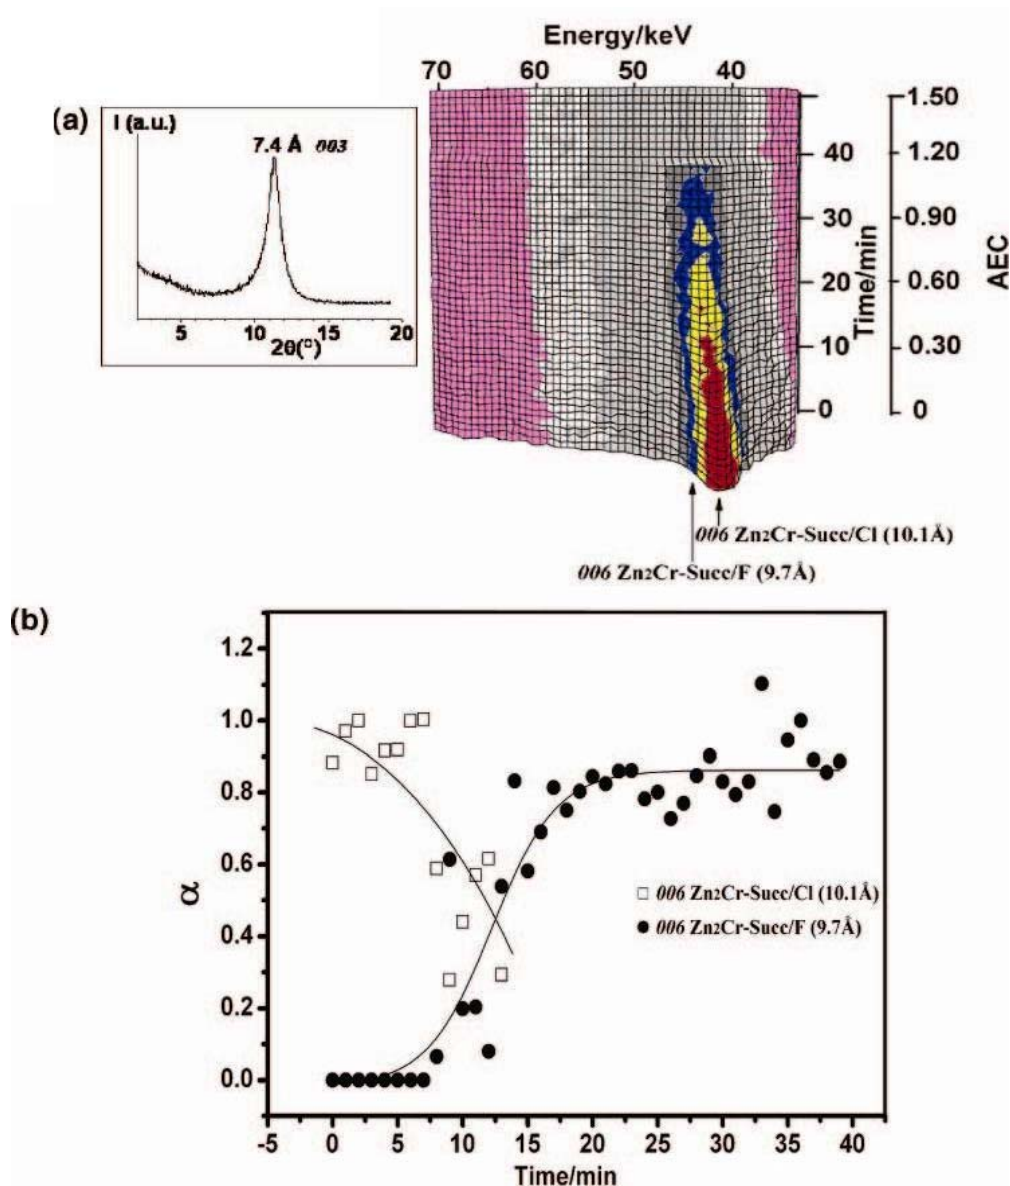 Energy/keV
70 60 50 40
(a)
I (a.u.)
7.4 Å 003
5 11 15 20
2θ(°)
40
30
20
10
0
Time/min
1.50
1.20
0.90
0.60
0.30
0
AEC
006 Zn2Cr-Succ/Cl (10.1Å)
006 Zn2Cr-Succ/F (9.7Å)
(b)
1.2
1.0
0.8
0.6
0.4
0.2
0.0
α
□ 006 Zn2Cr-Succ/Cl (10.1Å)
● 006 Zn2Cr-Succ/F (9.7Å)
-5 0 5 10 15 20 25 30 35 40
Time/min